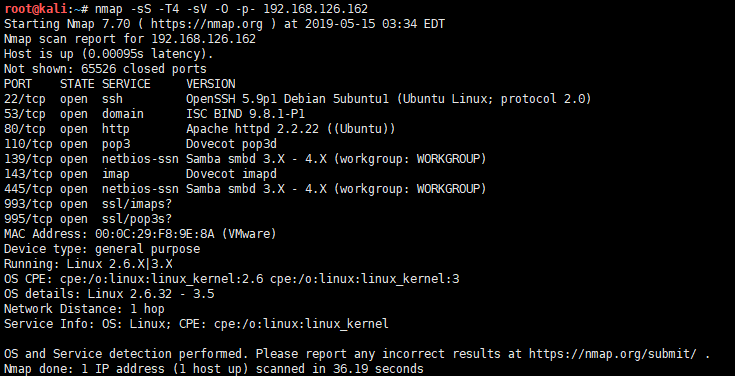 root@kali:~# nmap -sS -T4 -sV -O -p- 192.168.126.162
Starting Nmap 7.70 ( https://nmap.org ) at 2019-05-15 03:34 EDT
Nmap scan report for 192.168.126.162
Host is up (0.00095s latency).
Not shown: 65526 closed ports
PORT    STATE SERVICE     VERSION
22/tcp  open  ssh         OpenSSH 5.9p1 Debian 5ubuntu1 (Ubuntu Linux; protocol 2.0)
53/tcp  open  domain      ISC BIND 9.8.1-P1
80/tcp  open  http        Apache httpd 2.2.22 ((Ubuntu))
110/tcp open  pop3        Dovecot pop3d
139/tcp open  netbios-ssn Samba smbd 3.X - 4.X (workgroup: WORKGROUP)
143/tcp open  imap        Dovecot imapd
445/tcp open  netbios-ssn Samba smbd 3.X - 4.X (workgroup: WORKGROUP)
993/tcp open  ssl/imaps?
995/tcp open  ssl/pop3s?
MAC Address: 00:0C:29:F8:9E:8A (VMware)
Device type: general purpose
Running: Linux 2.6.X|3.X
OS CPE: cpe:/o:linux:linux_kernel:2.6 cpe:/o:linux:linux_kernel:3
OS details: Linux 2.6.32 - 3.5
Network Distance: 1 hop
Service Info: OS: Linux; CPE: cpe:/o:linux:linux_kernel

OS and Service detection performed. Please report any incorrect results at https://nmap.org/submit/ .
Nmap done: 1 IP address (1 host up) scanned in 36.19 seconds